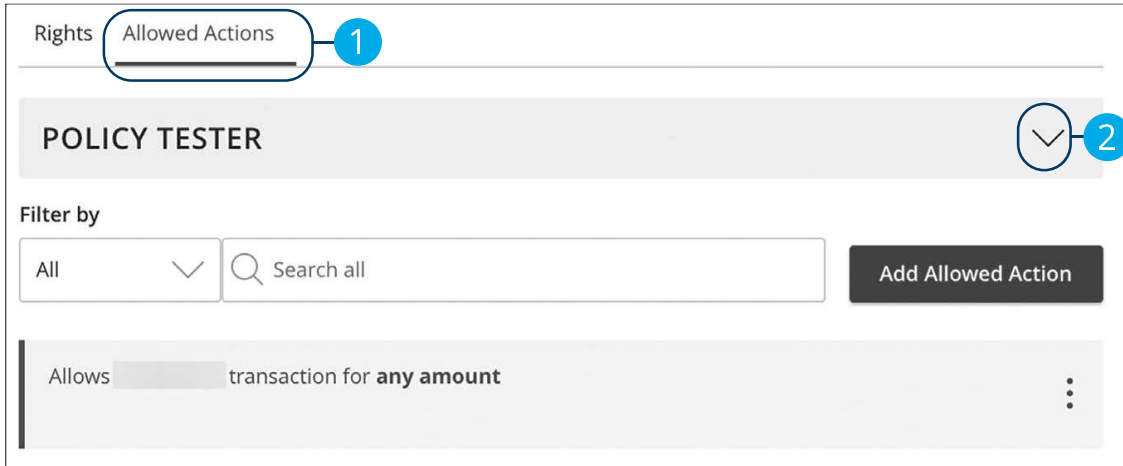 Rights Allowed Actions 1
POLICY TESTER 2
Filter by
All Search all Add Allowed Action
Allows transaction for any amount